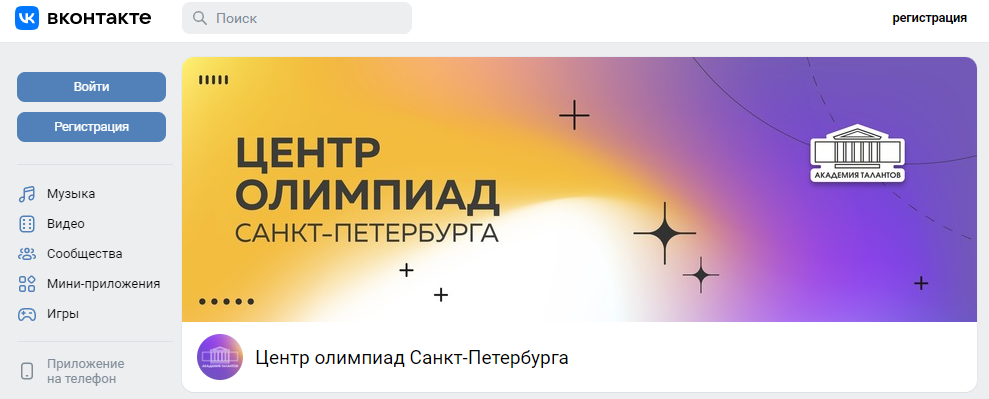 вконтакте
Поиск
регистрация
Войти
Регистрация
Музыка
Видео
Сообщества
Мини-приложения
Игры
Приложение
на телефон
ЦЕНТР
ОЛИМПИАД
САНКТ-ПЕТЕРБУРГА
АКАДЕМИЯ ТАЛАНТОВ
Центр олимпиад Санкт-Петербурга